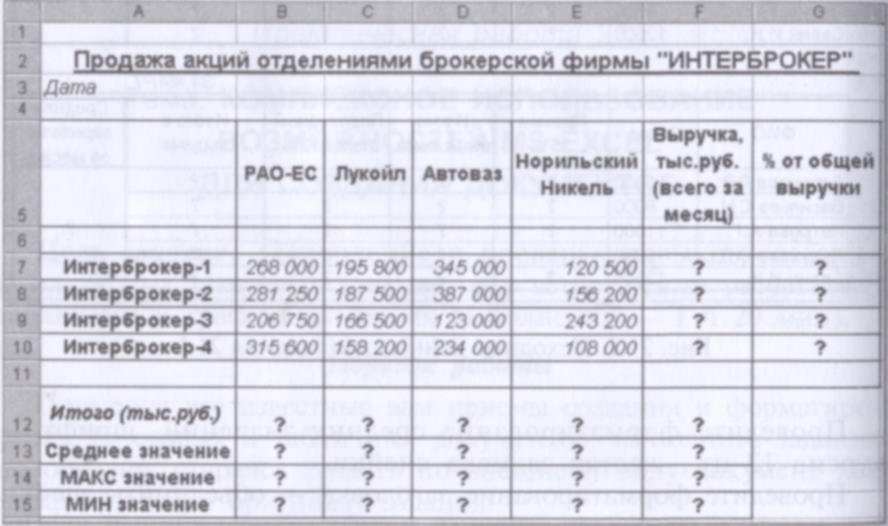 A B C D E F G
1
2 Продажа акций отделениями брокерской фирмы "ИНТЕРБРОКЕР"
3 Дата
4
5 РАО-ЕС Лукойл Автоваз Норильский Никель Выручка, тыс.руб. (всего за месяц) % от общей выручки
6
7 Интерброкер-1 268 000 195 800 345 000 120 500 ? ?
8 Интерброкер-2 281 250 187 500 387 000 156 200 ? ?
9 Интерброкер-3 206 750 166 500 123 000 243 200 ? ?
10 Интерброкер-4 315 600 158 200 234 000 108 000 ? ?
11
12 Итого (тыс.руб.) ? ? ? ? ?
13 Среднее значение ? ? ? ? ?
14 МАКС значение ? ? ? ? ?
15 МИН значение ? ? ? ? ?